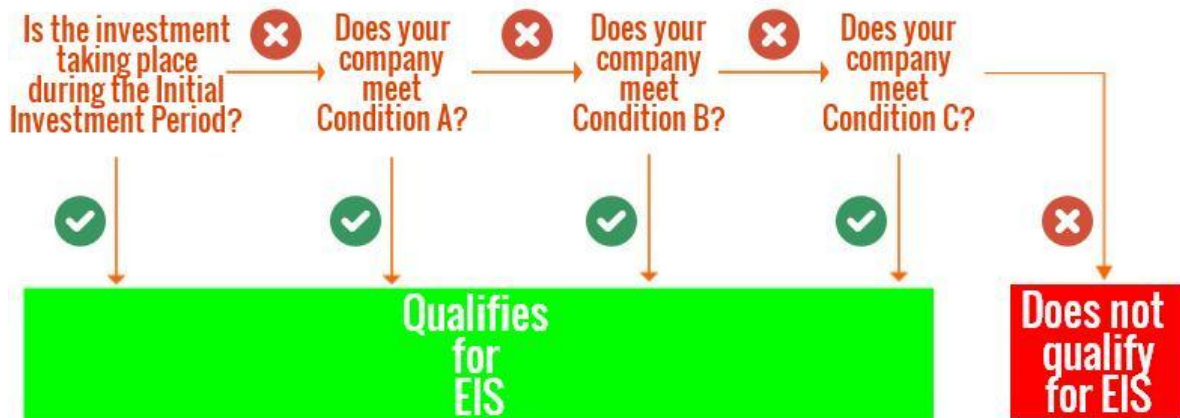 Is the investment
taking place
during the Initial
Investment Period?
Does your
company
meet
Condition A?
Does your
company
meet
Condition B?
Does your
company
meet
Condition C?
Qualifies
for
EIS
Does not
qualify
for EIS